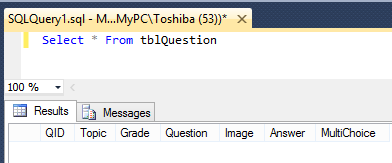 SQLQuery1.sql - M...MyPC\Toshiba (53))*
Select * From tblQuestion
100 %
Results Messages
QID Topic Grade Question Image Answer MultiChoice